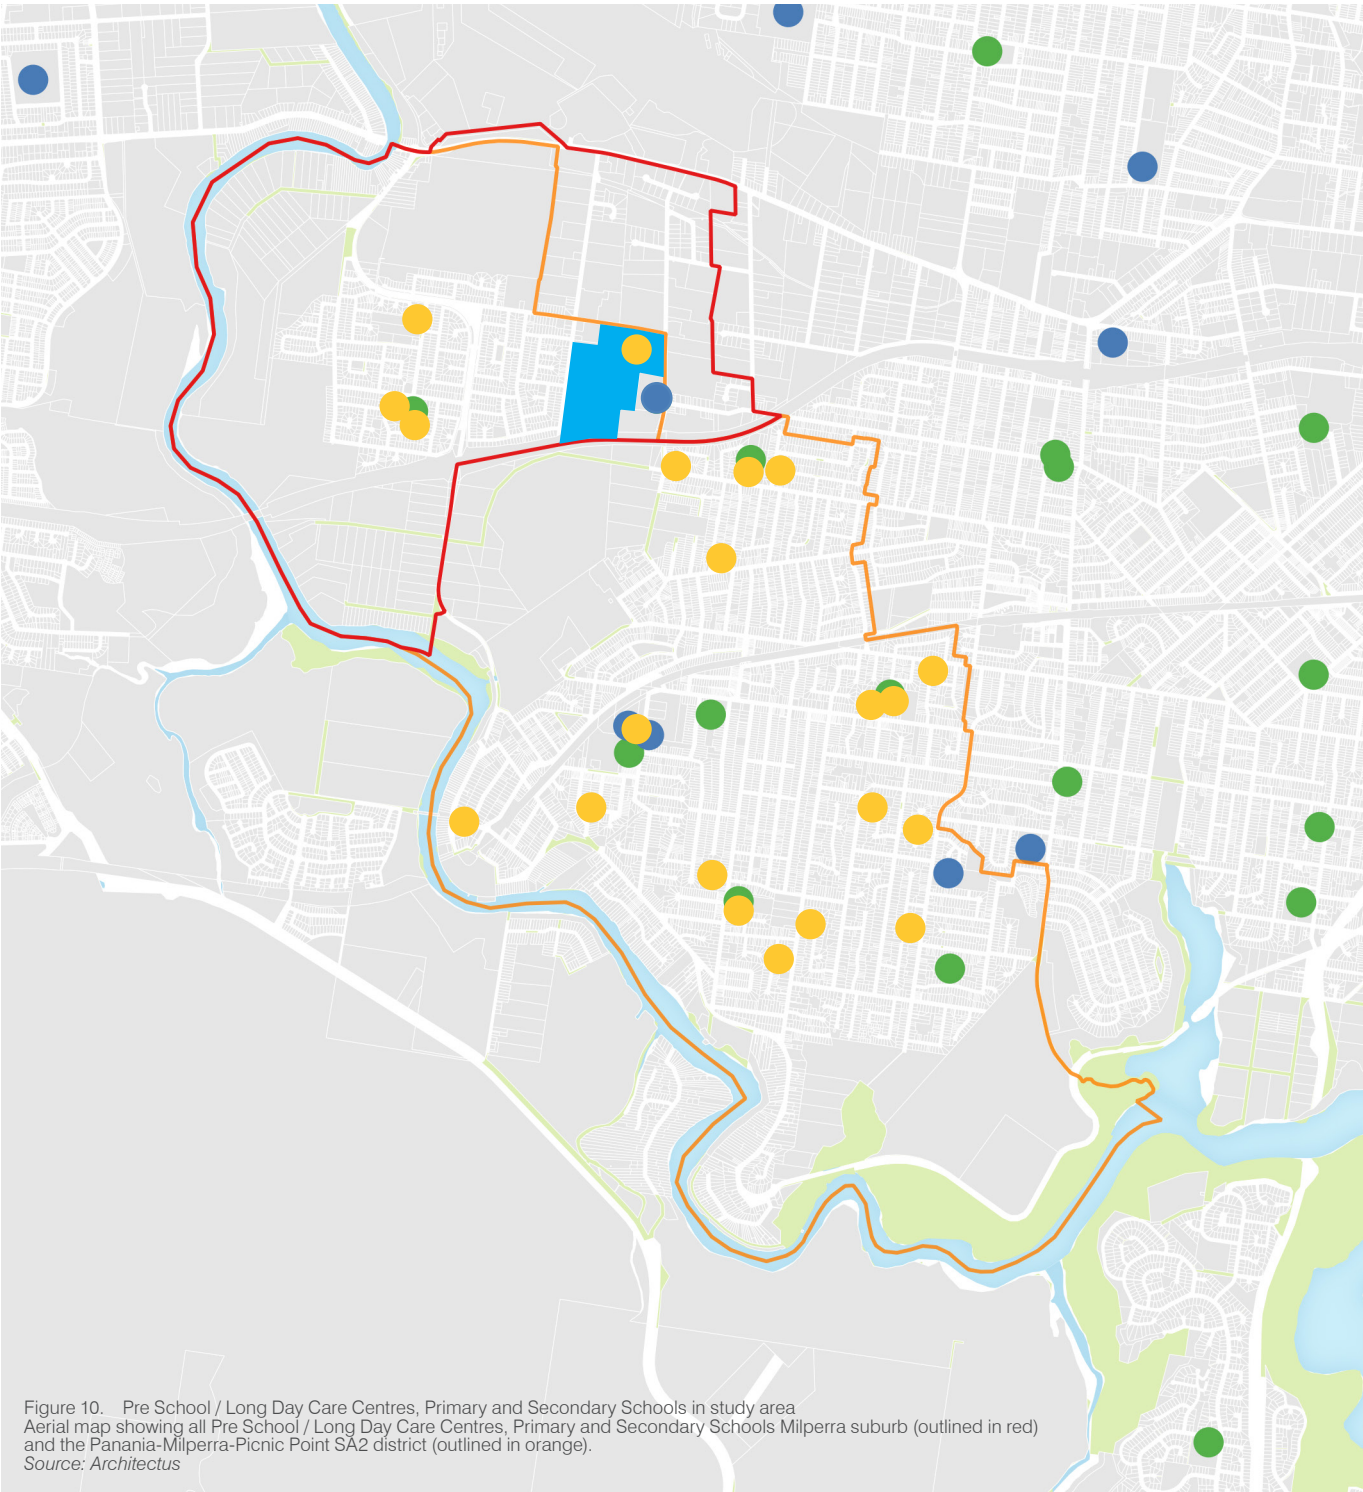 Figure 10. Pre School / Long Day Care Centres, Primary and Secondary Schools in study area
Aerial map showing all Pre School / Long Day Care Centres, Primary and Secondary Schools Milperra suburb (outlined in red)
and the Panania-Milperra-Picnic Point SA2 district (outlined in orange).
Source: Architectus